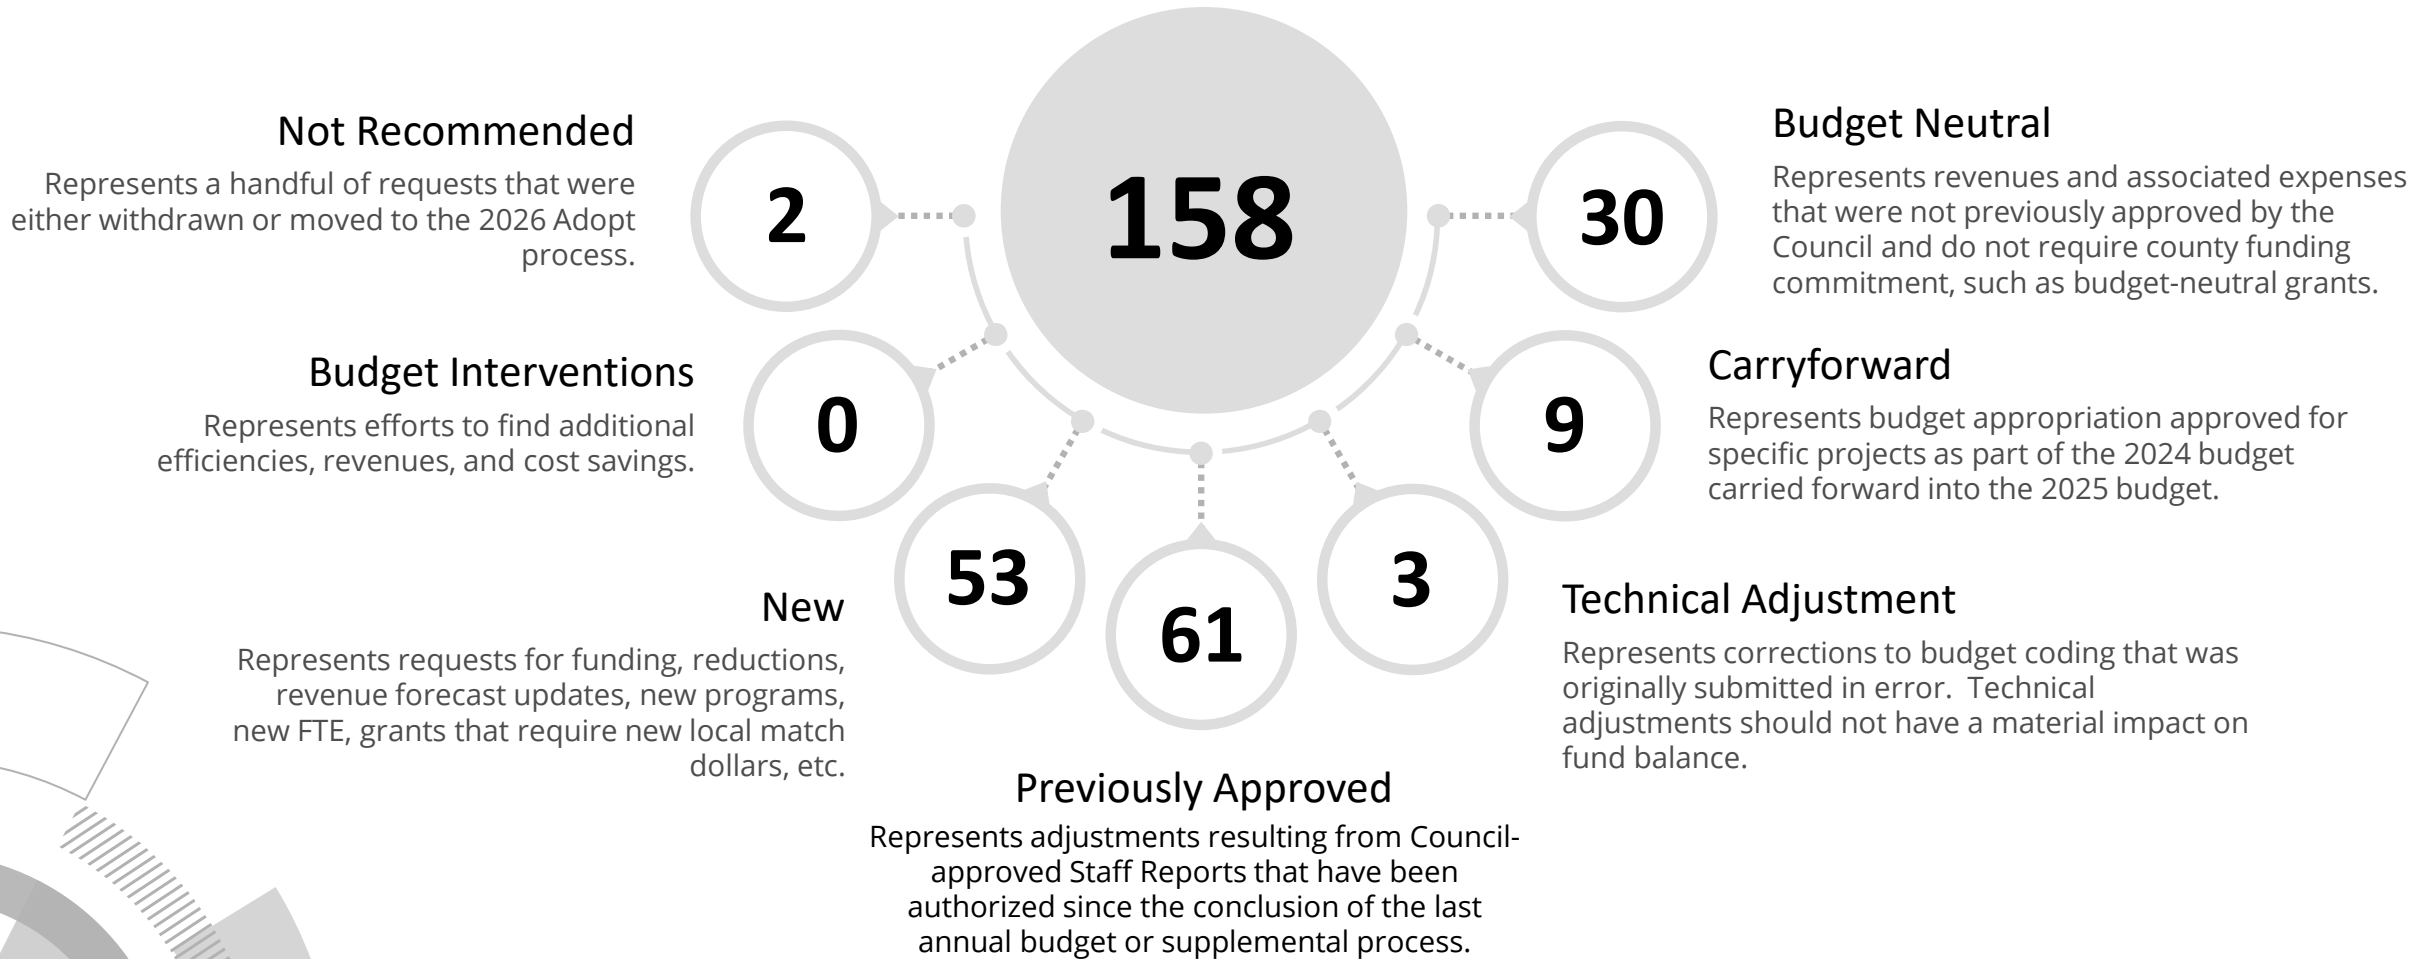 158
Not Recommended
Represents a handful of requests that were
either withdrawn or moved to the 2026 Adopt
process.
2
Budget Interventions
Represents efforts to find additional
efficiencies, revenues, and cost savings.
0
New
Represents requests for funding, reductions,
revenue forecast updates, new programs,
new FTE, grants that require new local match
dollars, etc.
53
61
Previously Approved
Represents adjustments resulting from Council-
approved Staff Reports that have been
authorized since the conclusion of the last
annual budget or supplemental process.
3
Technical Adjustment
Represents corrections to budget coding that was
originally submitted in error.  Technical
adjustments should not have a material impact on
fund balance.
9
Carryforward
Represents budget appropriation approved for
specific projects as part of the 2024 budget
carried forward into the 2025 budget.
30
Budget Neutral
Represents revenues and associated expenses
that were not previously approved by the
Council and do not require county funding
commitment, such as budget-neutral grants.